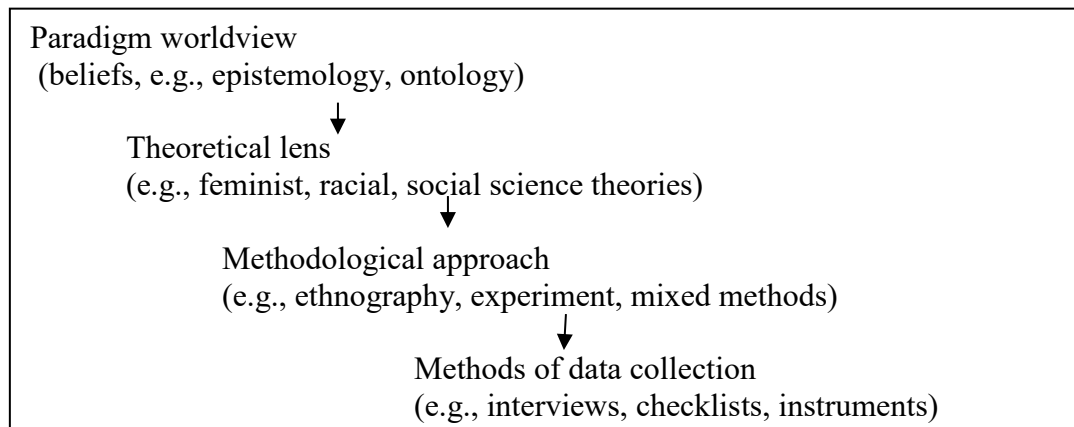 Paradigm worldview
(beliefs, e.g., epistemology, ontology)
Theoretical lens
(e.g., feminist, racial, social science theories)
Methodological approach
(e.g., ethnography, experiment, mixed methods)
Methods of data collection
(e.g., interviews, checklists, instruments)